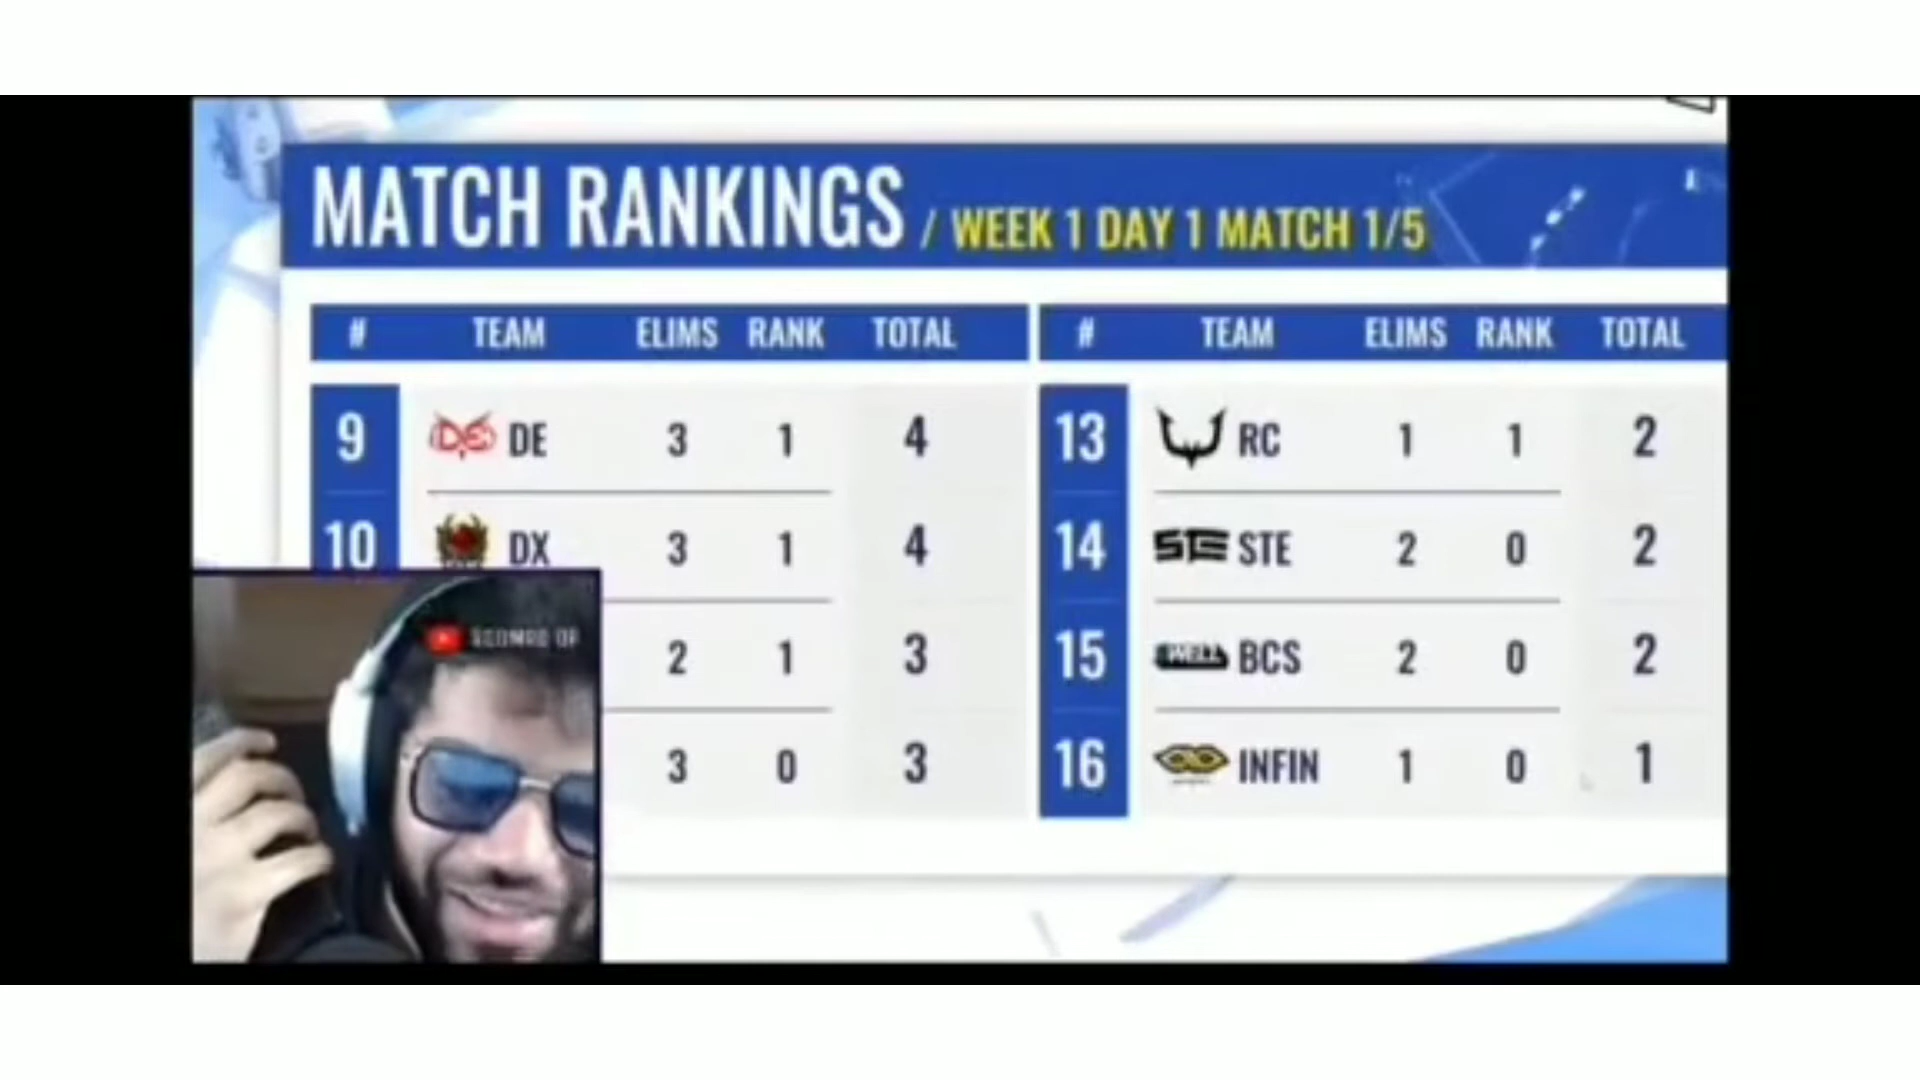 MATCH RANKINGS / WEEK 1 DAY 1 MATCH 1/5
# TEAM ELIMS RANK TOTAL
9 DE 3 1 4
10 DX 3 1 4
2 1 3
3 0 3
# TEAM ELIMS RANK TOTAL
13 RC 1 1 2
14 STE STE 2 0 2
15 BCS 2 0 2
16 INFIN 1 0 1